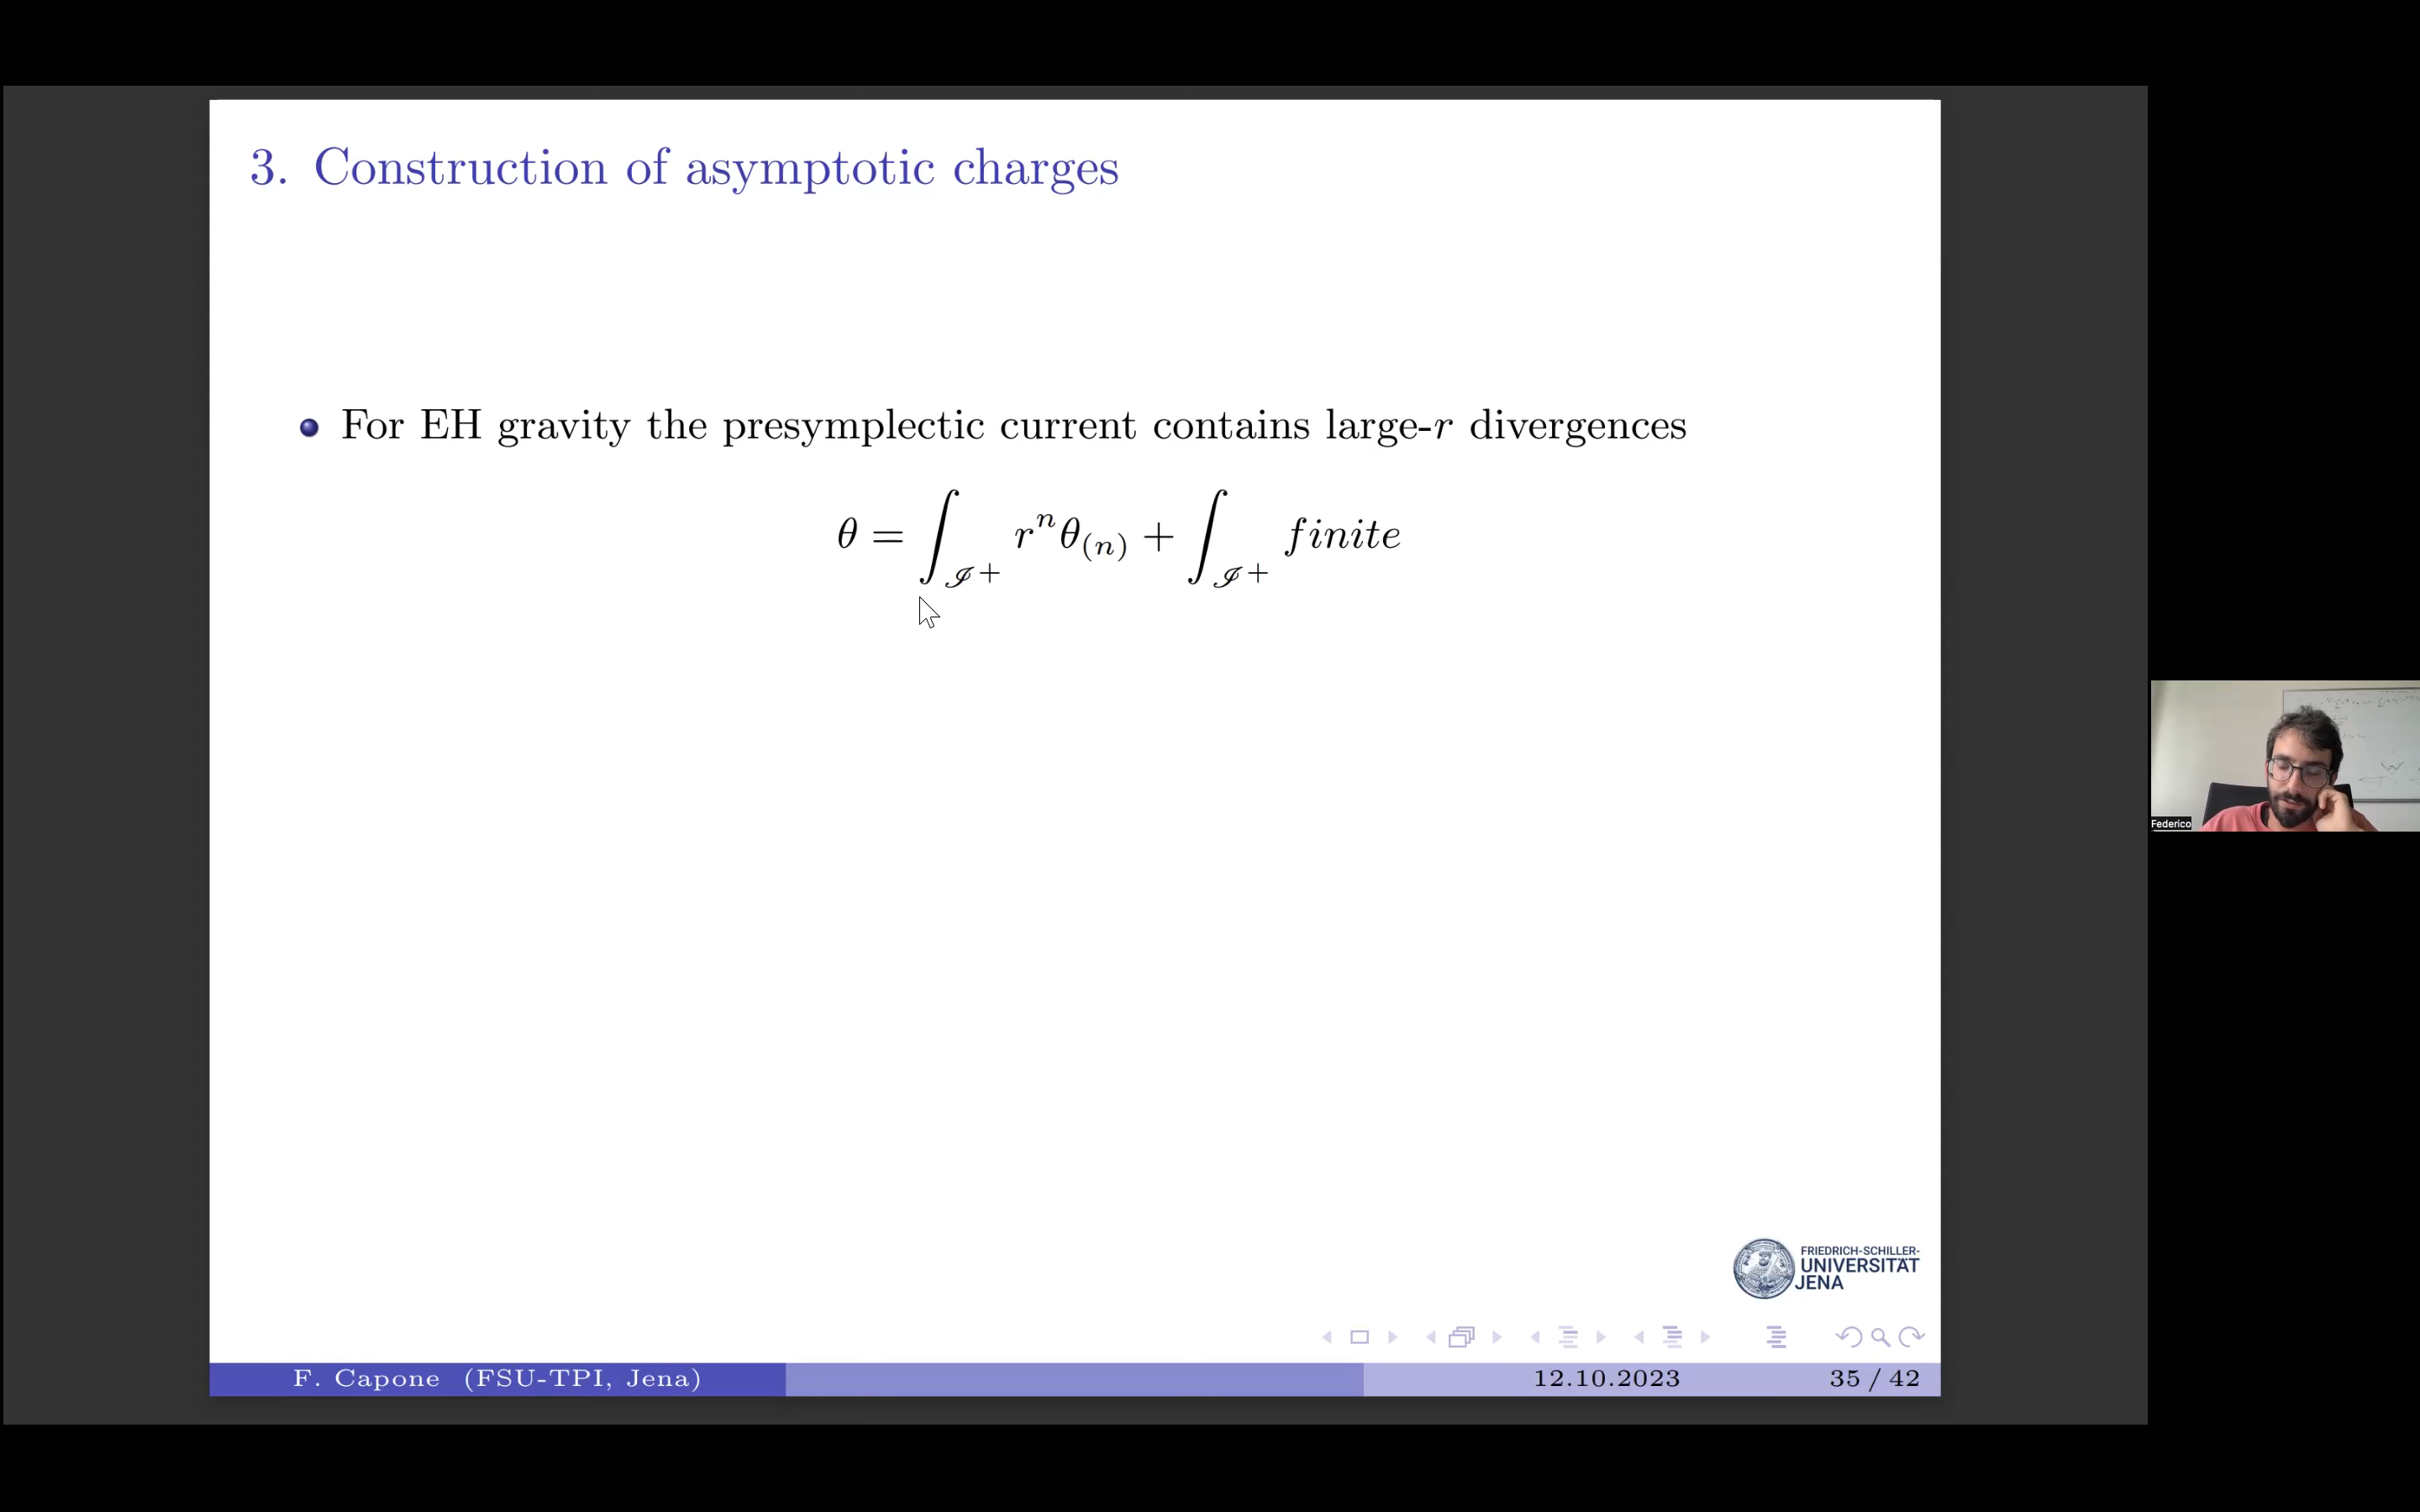 3. Construction of asymptotic charges
For EH gravity the presymplectic current contains large-r divergences
θ = ∫_{𝓘+} rⁿθ₍ₙ₎ + ∫_{𝓘+} finite
Federico
FRIEDRICH-SCHILLER-
UNIVERSITÄT
JENA
F. Capone (FSU-TPI, Jena)
12.10.2023
35 / 42